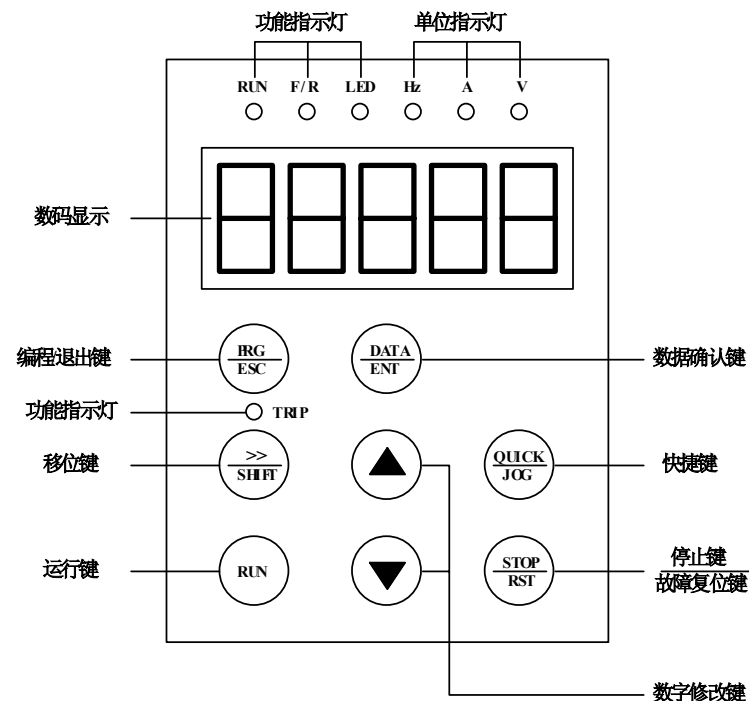 功能指示灯 单位指示灯
RUN F/R LED Hz A V
数码显示
编程/退出键 PRG DATA 数据确认键
ESC ENT
功能指示灯 TRIP
移位键 >> QUICK 快捷键
SHIFT JOG
运行键 RUN STOP 停止键
RST 故障复位键
数字修改键